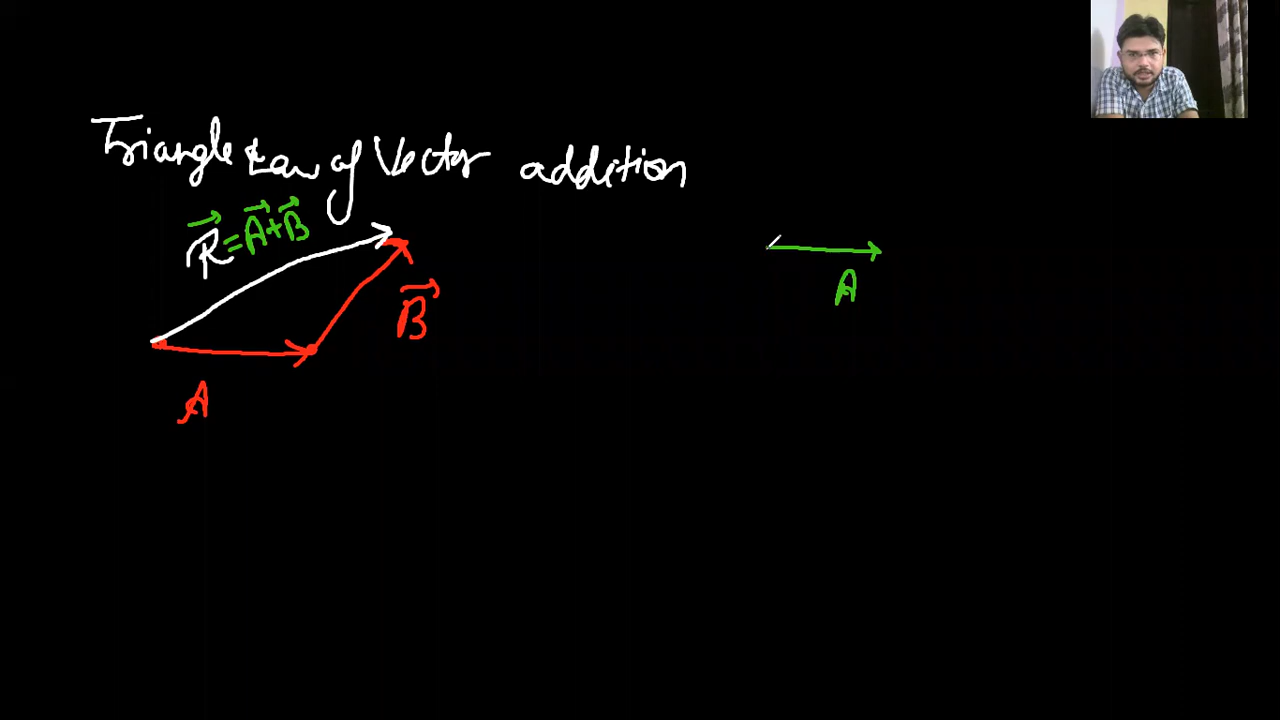 Triangle Law of Vector addition
R⃗ = A⃗ + B⃗
B⃗
A
A